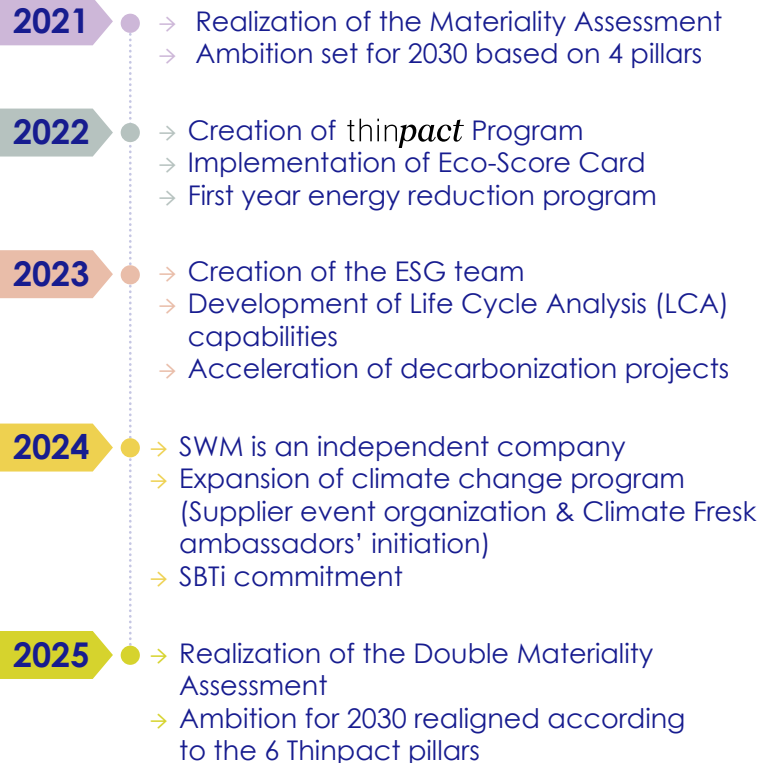 2021
→ Realization of the Materiality Assessment
→ Ambition set for 2030 based on 4 pillars
2022
→ Creation of thinpact Program
→ Implementation of Eco-Score Card
→ First year energy reduction program
2023
→ Creation of the ESG team
→ Development of Life Cycle Analysis (LCA)
capabilities
→ Acceleration of decarbonization projects
2024
→ SWM is an independent company
→ Expansion of climate change program
(Supplier event organization & Climate Fresk
ambassadors’ initiation)
→ SBTi commitment
2025
→ Realization of the Double Materiality
Assessment
→ Ambition for 2030 realigned according
to the 6 Thinpact pillars